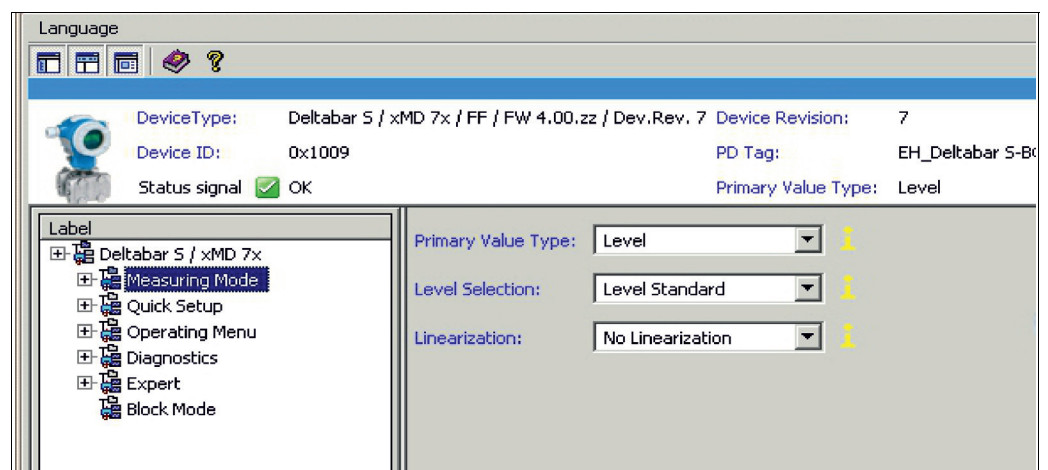 Language
DeviceType: Deltabar S / xMD 7x / FF / FW 4.00.zz / Dev.Rev. 7 Device Revision: 7
Device ID: 0x1009 PD Tag: EH_Deltabar S-B
Status signal OK Primary Value Type: Level
Label
Deltabar S / xMD 7x
Measuring Mode
Quick Setup
Operating Menu
Diagnostics
Expert
Block Mode
Primary Value Type: Level
Level Selection: Level Standard
Linearization: No Linearization